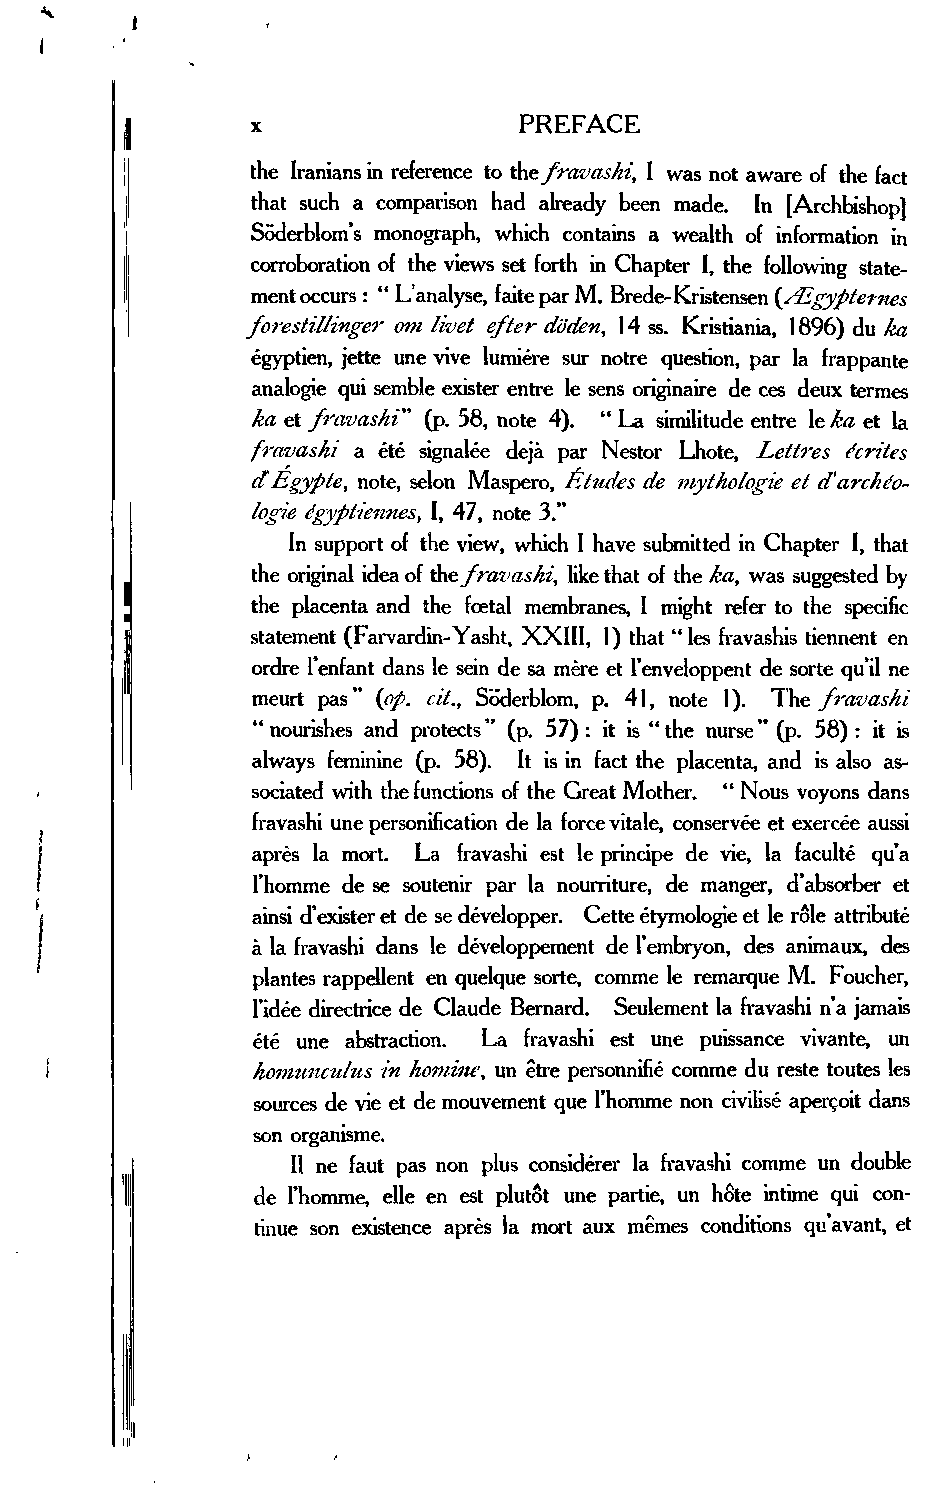 x PREFACE
the Iranians in reference to the fravashi, I was not aware of the fact
that such a comparison had already been made. In [Archbishop]
Söderblom's monograph, which contains a wealth of information in
corroboration of the views set forth in Chapter I, the following state-
ment occurs : “ L'analyse, faite par M. Brede-Kristensen (Ægypternes
forestillinger om livet efter döden, 14 ss. Kristiania, 1896) du ka
égyptien, jette une vive lumiére sur notre question, par la frappante
analogie qui semble exister entre le sens originaire de ces deux termes
ka et fravashi” (p. 58, note 4). “ La similitude entre le ka et la
fravashi a été signalée dejà par Nestor Lhote, Lettres écrites
d'Égypte, note, selon Maspero, Études de mythologie et d'archéo-
logie égyptiennes, I, 47, note 3.”
In support of the view, which I have submitted in Chapter I, that
the original idea of the fravashi, like that of the ka, was suggested by
the placenta and the fœtal membranes, I might refer to the specific
statement (Farvardin-Yasht, XXIII, 1) that “ les fravashis tiennent en
ordre l'enfant dans le sein de sa mère et l'enveloppent de sorte qu'il ne
meurt pas ” (op. cit., Söderblom, p. 41, note 1). The fravashi
“ nourishes and protects” (p. 57) : it is “ the nurse” (p. 58) : it is
always feminine (p. 58). It is in fact the placenta, and is also as-
sociated with the functions of the Great Mother. “ Nous voyons dans
fravashi une personification de la force vitale, conservée et exercée aussi
après la mort. La fravashi est le principe de vie, la faculté qu'a
l'homme de se soutenir par la nourriture, de manger, d'absorber et
ainsi d'exister et de se développer. Cette étymologie et le rôle attributé
à la fravashi dans le développement de l'embryon, des animaux, des
plantes rappellent en quelque sorte, comme le remarque M. Foucher,
l'idée directrice de Claude Bernard. Seulement la fravashi n'a jamais
été une abstraction. La fravashi est une puissance vivante, un
homunculus in homine, un être personnifié comme du reste toutes les
sources de vie et de mouvement que l'homme non civilisé aperçoit dans
son organisme.
Il ne faut pas non plus considérer la fravashi comme un double
de l'homme, elle en est plutôt une partie, un hôte intime qui con-
tinue son existence après la mort aux mêmes conditions qu'avant, et